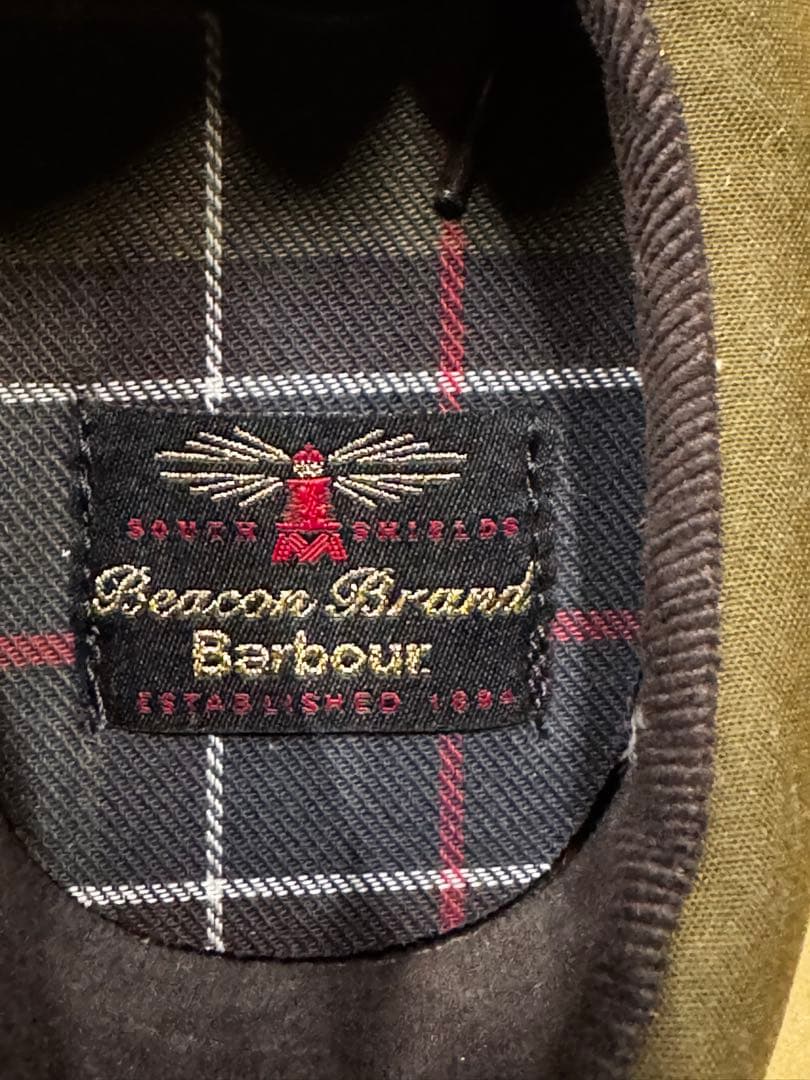 SOUTH SHIELDS
Beacon Brand
Barbour
ESTABLISHED 1894